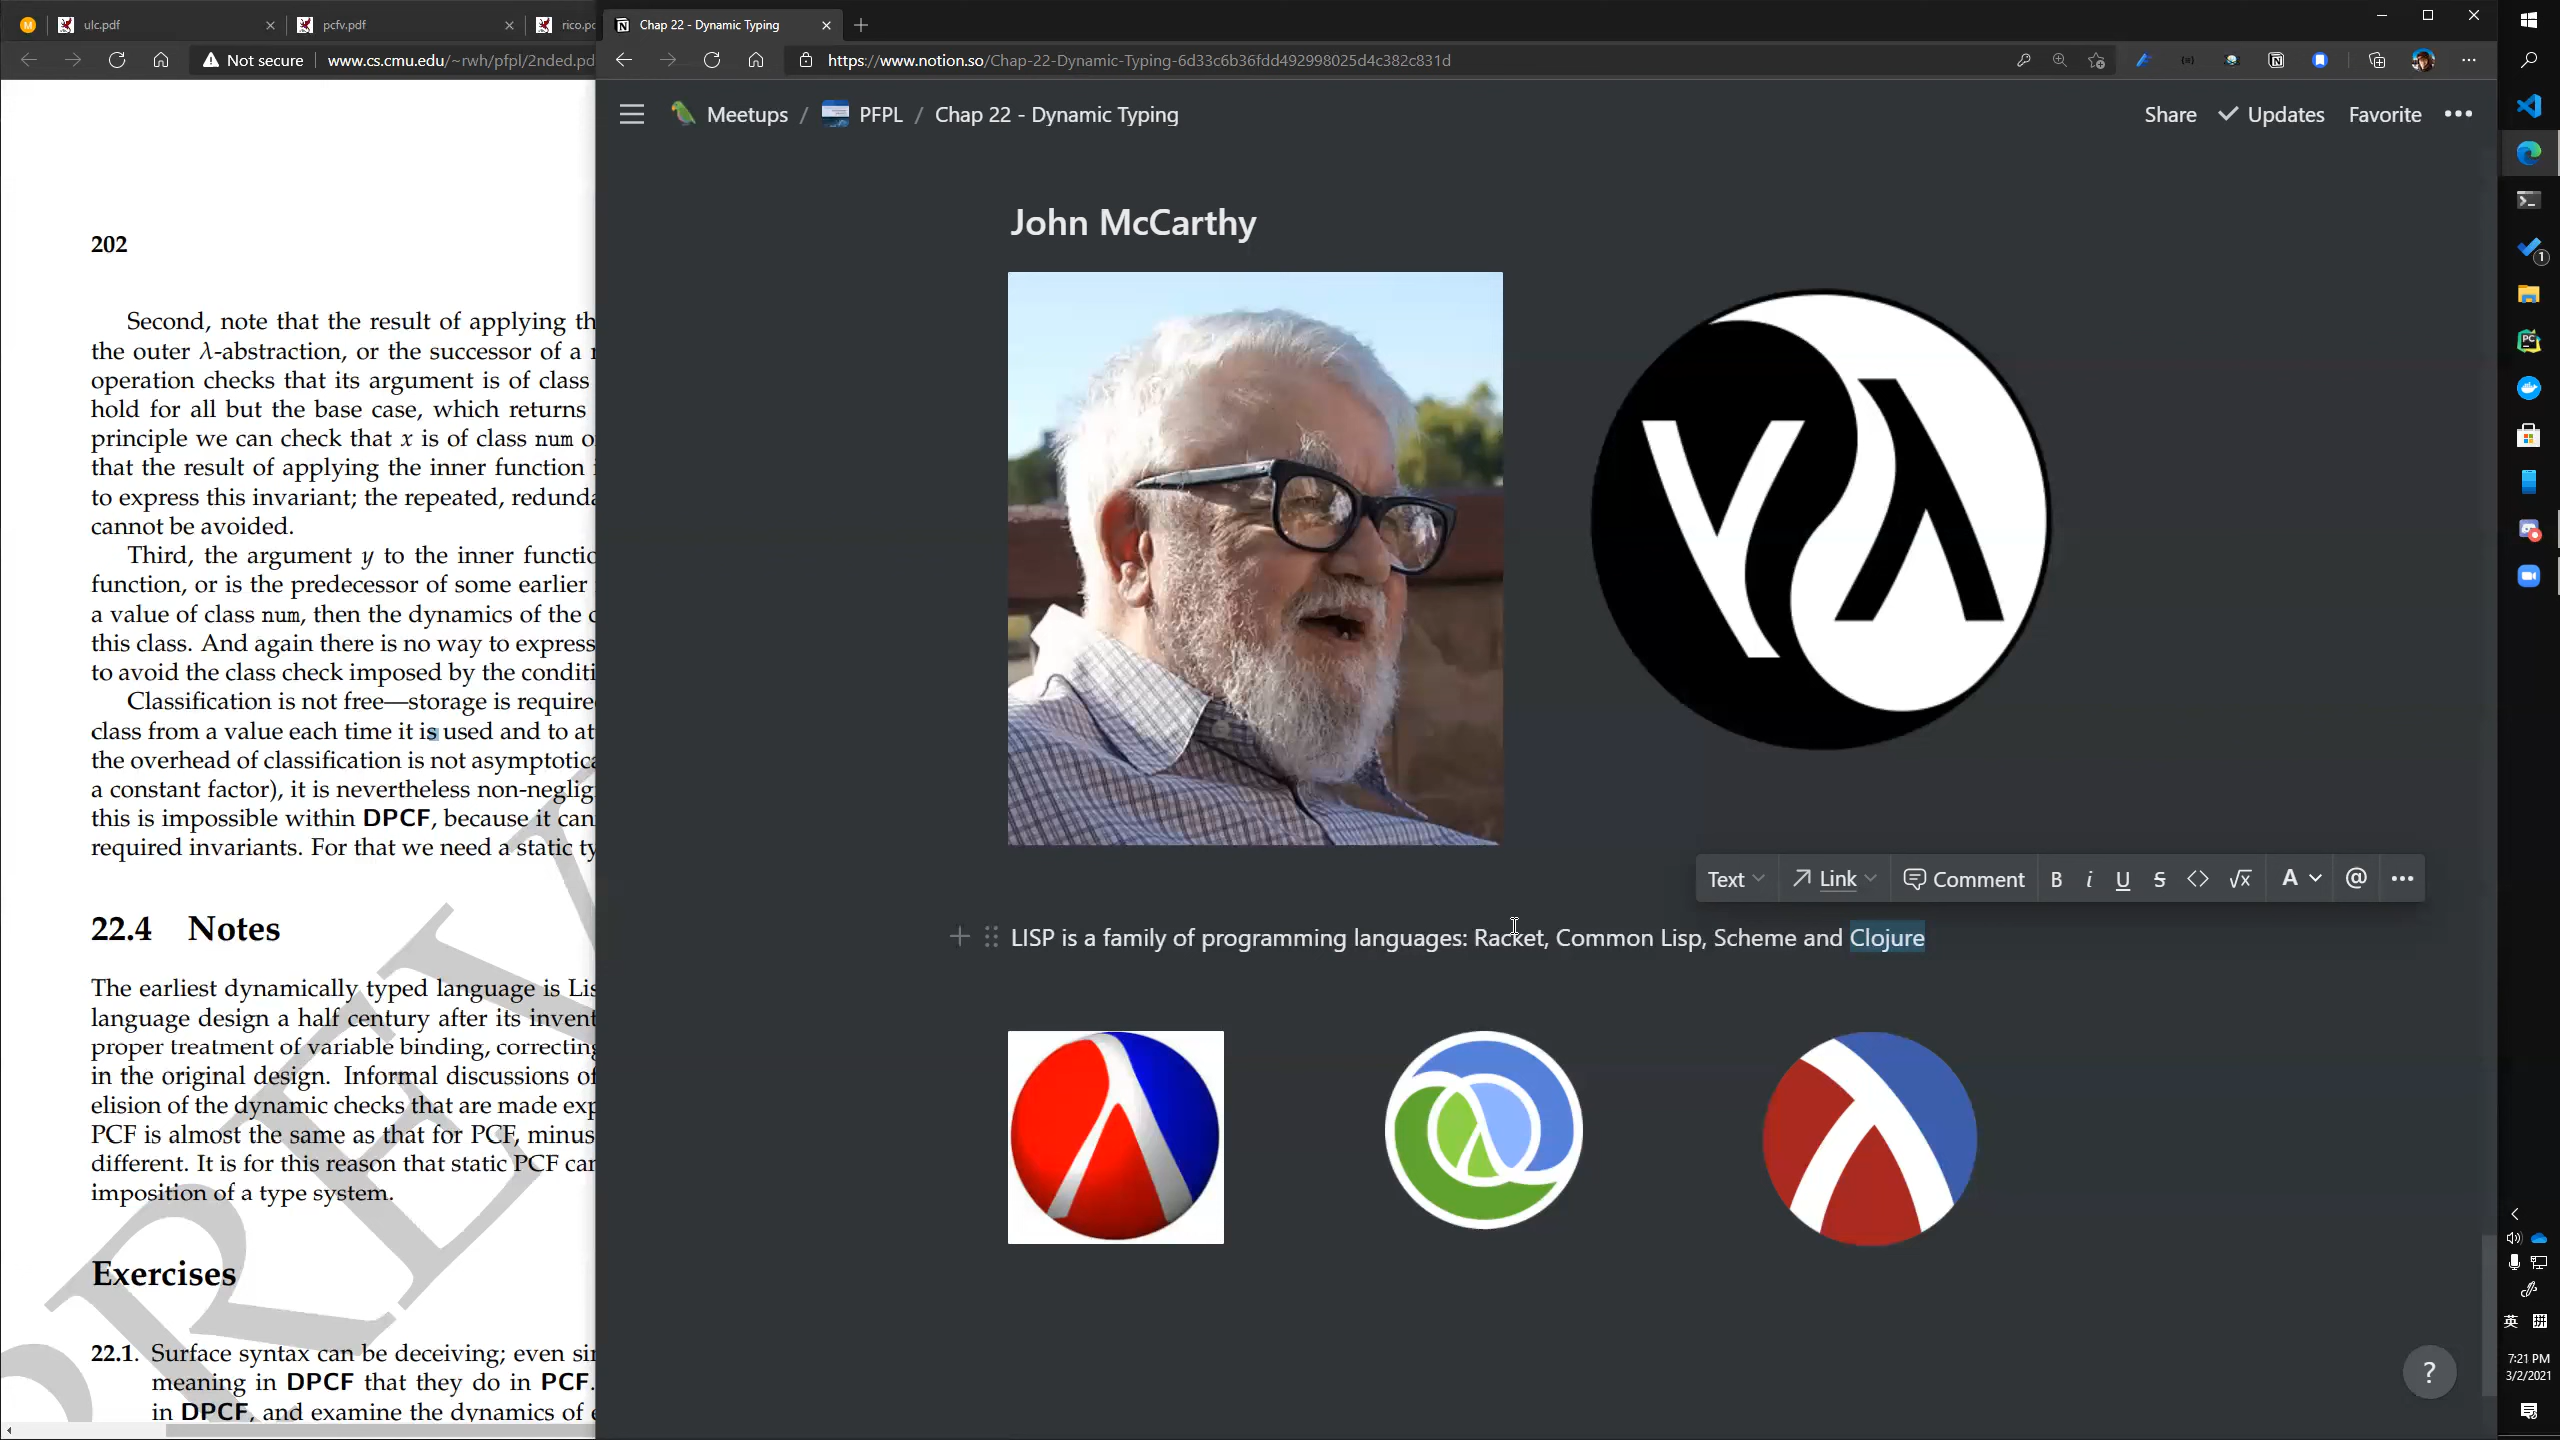 ulc.pdf
pcfv.pdf
rico.pd
Chap 22 - Dynamic Typing
Not secure
www.cs.cmu.edu/~rwh/pfpl/2nded.pd
https://www.notion.so/Chap-22-Dynamic-Typing-6d33c6b36fdd492998025d4c382c831d
Meetups / PFPL / Chap 22 - Dynamic Typing
Share
Updates
Favorite
202
Second, note that the result of applying th
the outer λ-abstraction, or the successor of a
operation checks that its argument is of class
hold for all but the base case, which returns
principle we can check that x is of class num o
that the result of applying the inner function
to express this invariant; the repeated, redunda
cannot be avoided.
Third, the argument y to the inner functio
function, or is the predecessor of some earlier
a value of class num, then the dynamics of the c
this class. And again there is no way to express
to avoid the class check imposed by the conditi
Classification is not free—storage is require
class from a value each time it is used and to at
the overhead of classification is not asymptotica
a constant factor), it is nevertheless non-neglig
this is impossible within DPCF, because it can
required invariants. For that we need a static ty
22.4 Notes
The earliest dynamically typed language is Lis
language design a half century after its invent
proper treatment of variable binding, correcting
in the original design. Informal discussions of
elision of the dynamic checks that are made exp
PCF is almost the same as that for PCF, minus
different. It is for this reason that static PCF can
imposition of a type system.
Exercises
22.1. Surface syntax can be deceiving; even sim
meaning in DPCF that they do in PCF.
in DPCF, and examine the dynamics of e
PREV
John McCarthy
Y λ
Text
Link
Comment
B i U S <> √x A @
LISP is a family of programming languages: Racket, Common Lisp, Scheme and Clojure
?
PC
1
英 拼
7:21 PM
3/2/2021